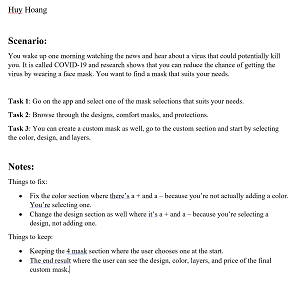 Huy Hoang
Scenario:
You wake up one morning watching the news and hear about a virus that could potentially kill
you. It is called COVID-19 and research shows that you can reduce the chance of getting the
virus by wearing a face mask. You want to find a mask that suits your needs.
Task 1: Go on the app and select one of the mask selections that suits your needs.
Task 2: Browse through the designs, comfort masks, and protections.
Task 3: You can create a custom mask as well, go to the custom section and start by selecting
the color, design, and layers.
Notes:
Things to fix:
• Fix the color section where there's a + and a – because you're not actually adding a color.
You're selecting one.
• Change the design section as well where it's a + and a – because you're selecting a
design, not adding one.
Things to keep:
• Keeping the 4 mask section where the user chooses one at the start.
• The end result where the user can see the design, color, layers, and price of the final
custom mask.